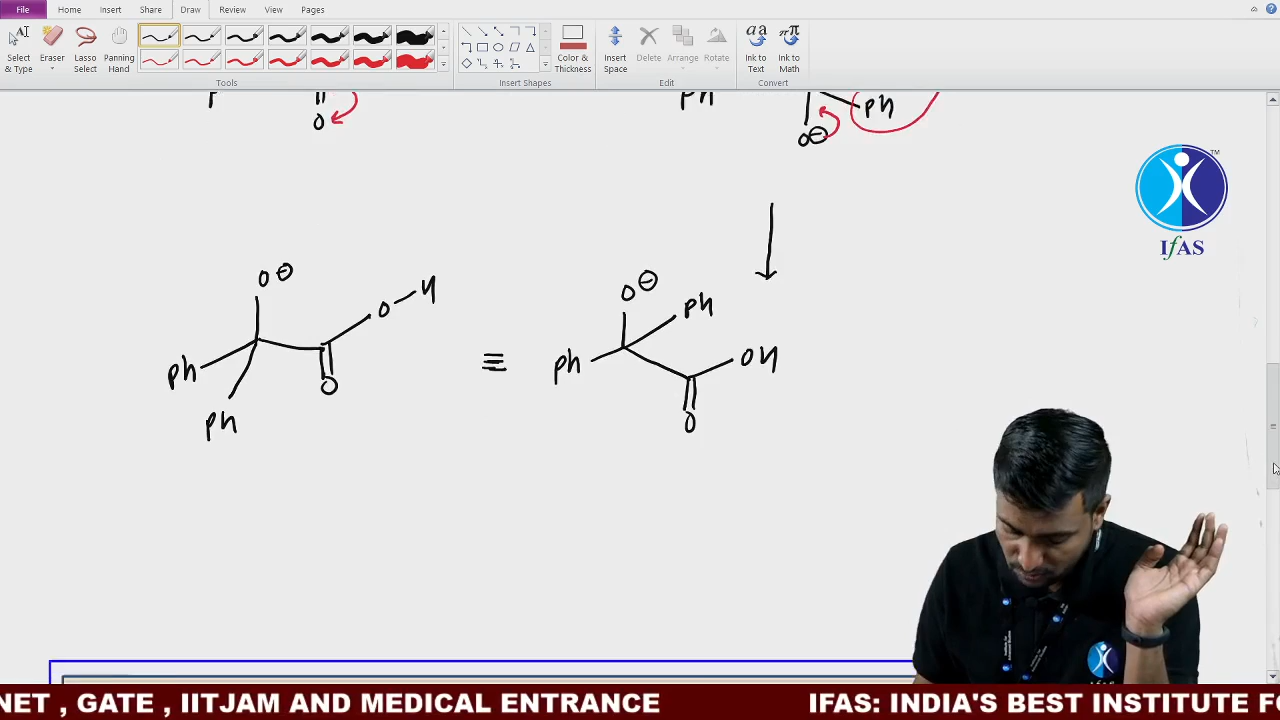 File Home Insert Share Draw Review View Pages
Select & Type Eraser Lasso Select Panning Hand Color & Thickness Insert Space Delete Arrange Rotate Ink to Text Ink to Math
Tools Insert Shapes Edit Convert
O
Ph
Ph
O⊖
TM
IfAS
O⊖
O
H
Ph
O
Ph
≡
O⊖
Ph
Ph
OH
O
NET , GATE , IITJAM AND MEDICAL ENTRANCE IFAS: INDIA'S BEST INSTITUTE FO